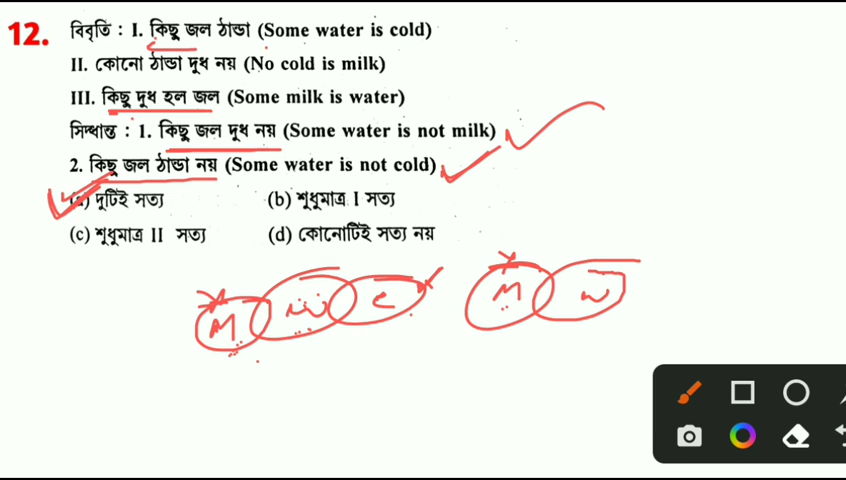 12. বিবৃতি : I. কিছু জল ঠান্ডা (Some water is cold)
II. কোনো ঠান্ডা দুধ নয় (No cold is milk)
III. কিছু দুধ হল জল (Some milk is water)
সিদ্ধান্ত : 1. কিছু জল দুধ নয় (Some water is not milk)
2. কিছু জল ঠান্ডা নয় (Some water is not cold)
(a) দুটিই সত্য (b) শুধুমাত্র I সত্য
(c) শুধুমাত্র II সত্য (d) কোনোটিই সত্য নয়
M W C M W